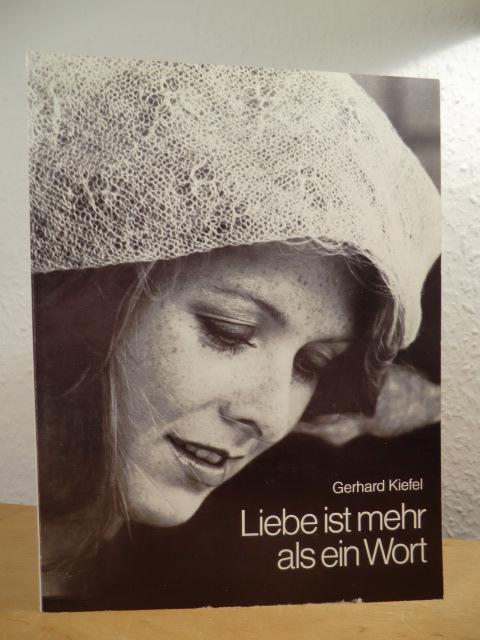 Gerhard Kiefel
Liebe ist mehr
als ein Wort